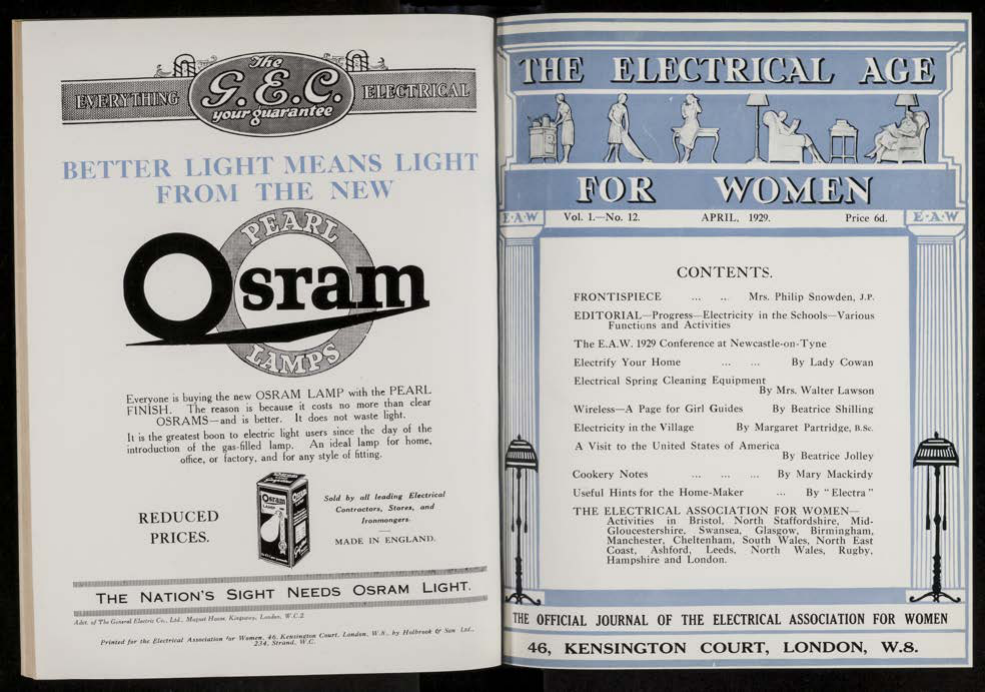 The
EVERYTHING G.E.C. ELECTRICAL
your guarantee
BETTER LIGHT MEANS LIGHT
FROM THE NEW
PEARL
Osram
LAMPS
Everyone is buying the new OSRAM LAMP with the PEARL
FINISH. The reason is because it costs no more than clear
OSRAMS—and is better. It does not waste light.
It is the greatest boon to electric light users since the day of the
introduction of the gas-filled lamp. An ideal lamp for home,
office, or factory, and for any style of fitting.
REDUCED
PRICES.
Osram
Sold by all leading Electrical
Contractors, Stores, and
Ironmongers.
MADE IN ENGLAND.
THE NATION'S SIGHT NEEDS OSRAM LIGHT.
Advt. of The General Electric Co., Ltd., Magnet House, Kingsway, London, W.C.2
Printed for the Electrical Association for Women, 46, Kensington Court, London, W.8., by Holbrook & Son Ltd.,
234, Strand, W.C.
THE ELECTRICAL AGE
FOR WOMEN
E·A·W Vol. 1.—No. 12. APRIL, 1929. Price 6d. E·A·W
CONTENTS.
FRONTISPIECE ... ... Mrs. Philip Snowden, J.P.
EDITORIAL—Progress—Electricity in the Schools—Various
Functions and Activities
The E.A.W. 1929 Conference at Newcastle-on-Tyne
Electrify Your Home ... ... By Lady Cowan
Electrical Spring Cleaning Equipment
By Mrs. Walter Lawson
Wireless—A Page for Girl Guides By Beatrice Shilling
Electricity in the Village By Margaret Partridge, B.Sc.
A Visit to the United States of America
By Beatrice Jolley
Cookery Notes ... ... ... By Mary Mackirdy
Useful Hints for the Home-Maker ... By "Electra"
THE ELECTRICAL ASSOCIATION FOR WOMEN—
Activities in Bristol, North Staffordshire, Mid-
Gloucestershire, Swansea, Glasgow, Birmingham,
Manchester, Cheltenham, South Wales, North East
Coast, Ashford, Leeds, North Wales, Rugby,
Hampshire and London.
THE OFFICIAL JOURNAL OF THE ELECTRICAL ASSOCIATION FOR WOMEN
46, KENSINGTON COURT, LONDON, W.8.